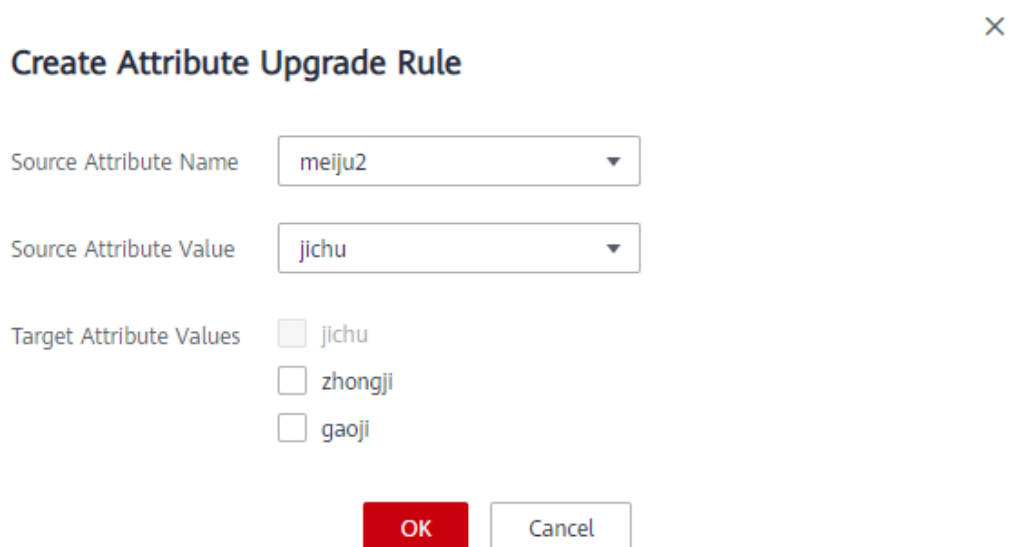 Create Attribute Upgrade Rule
Source Attribute Name meiju2
Source Attribute Value jichu
Target Attribute Values jichu
zhongji
gaoji
OK Cancel